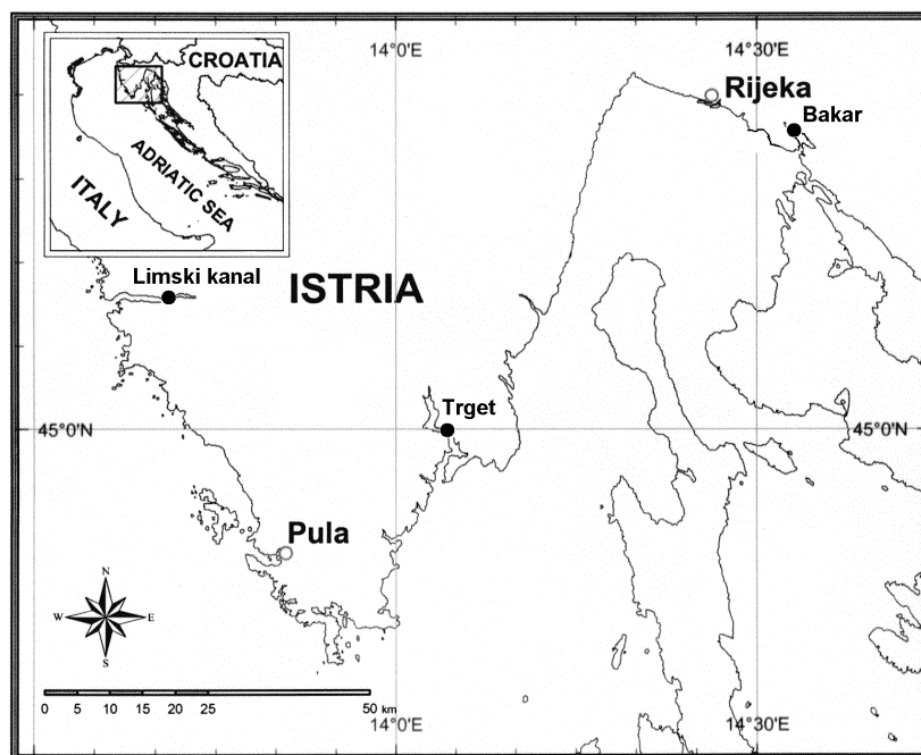 14°0'E
14°30'E
CROATIA
ADRIATIC SEA
ITALY
Rijeka
Bakar
Limski kanal
ISTRIA
Trget
45°0'N
45°0'N
Pula
N
W
E
S
0 5 10 15 20 25 50 km
14°0'E
14°30'E